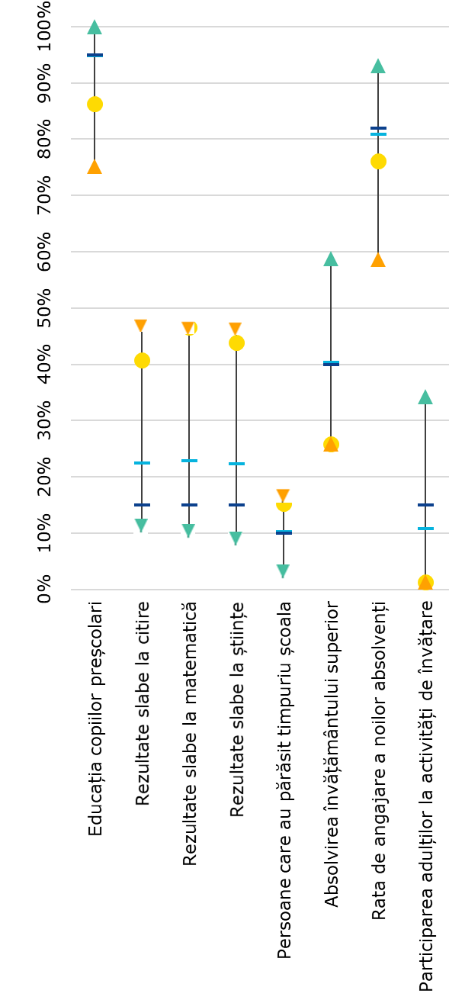 100%
90%
80%
70%
60%
50%
40%
30%
20%
10%
0%
Educația copiilor preșcolari
Rezultate slabe la citire
Rezultate slabe la matematică
Rezultate slabe la științe
Persoane care au părăsit timpuriu școala
Absolvirea învățământului superior
Rata de angajare a noilor absolvenți
Participarea adulților la activități de învățare